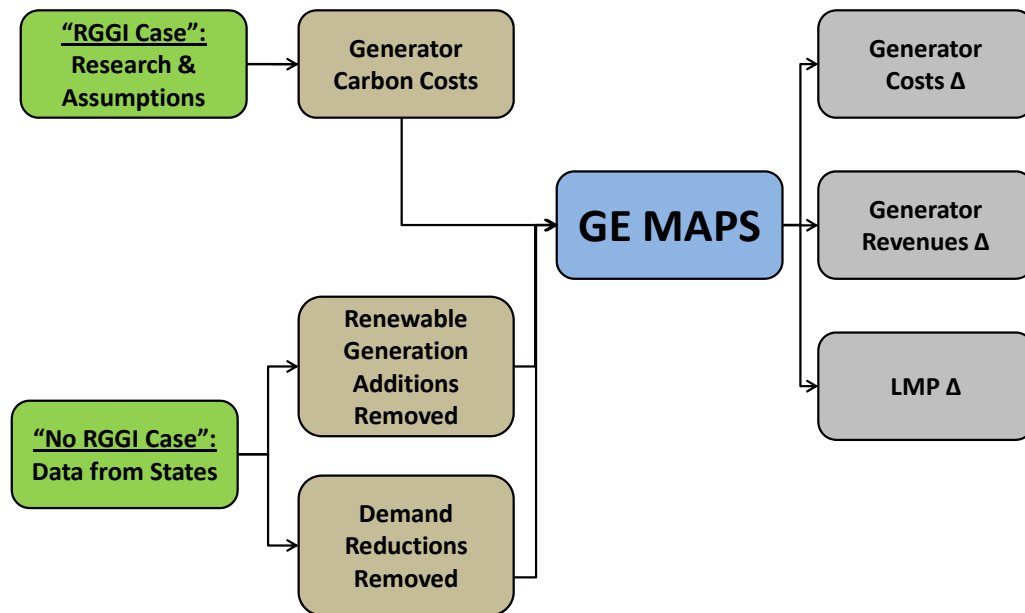 “RGGI Case”:
Research &
Assumptions
Generator
Carbon Costs
Generator
Costs Δ
GE MAPS
Generator
Revenues Δ
Renewable
Generation
Additions
Removed
LMP Δ
“No RGGI Case”:
Data from States
Demand
Reductions
Removed